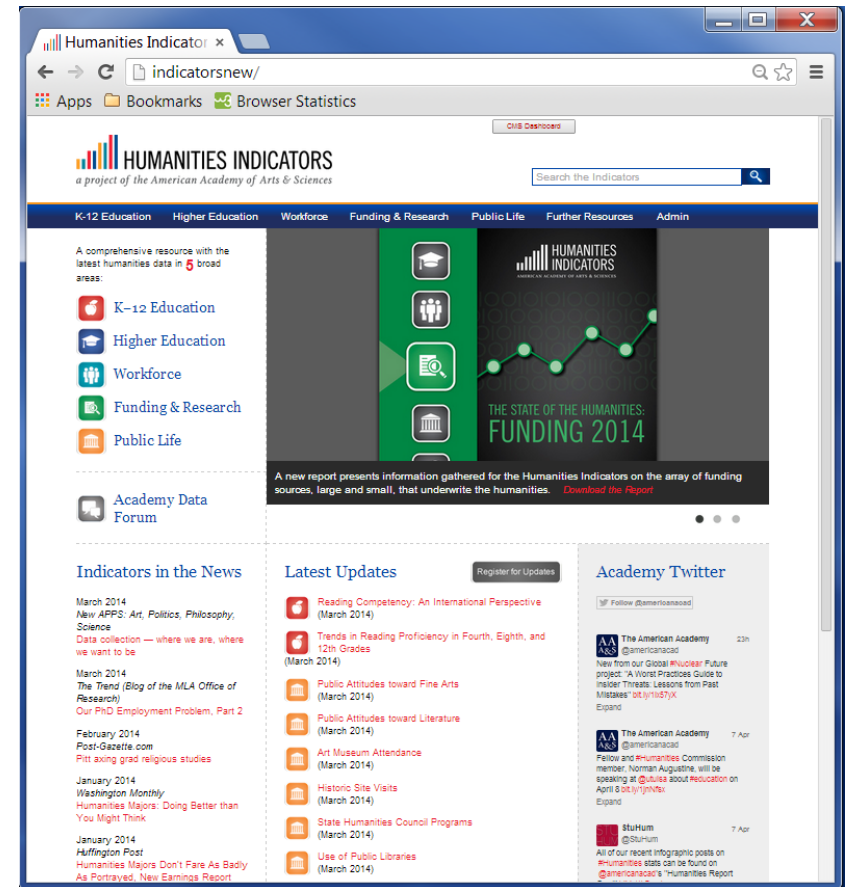 Humanities Indicator ×
indicatorsnew/
Apps Bookmarks Browser Statistics
CMS Dashboard
HUMANITIES INDICATORS
a project of the American Academy of Arts & Sciences
Search the Indicators
K-12 Education Higher Education Workforce Funding & Research Public Life Further Resources Admin
A comprehensive resource with the
latest humanities data in 5 broad
areas:
K–12 Education
Higher Education
Workforce
Funding & Research
Public Life
Academy Data
Forum
HUMANITIES
INDICATORS
AMERICAN ACADEMY OF ARTS & SCIENCES
THE STATE OF THE HUMANITIES:
FUNDING 2014
A new report presents information gathered for the Humanities Indicators on the array of funding
sources, large and small, that underwrite the humanities. Download the Report
Indicators in the News
March 2014
New APPS: Art, Politics, Philosophy,
Science
Data collection — where we are, where
we want to be
March 2014
The Trend (Blog of the MLA Office of
Research)
Our PhD Employment Problem, Part 2
February 2014
Post-Gazette.com
Pitt axing grad religious studies
January 2014
Washington Monthly
Humanities Majors: Doing Better than
You Might Think
January 2014
Huffington Post
Humanities Majors Don't Fare As Badly
As Portrayed, New Earnings Report
Latest Updates
Register for Updates
Reading Competency: An International Perspective
(March 2014)
Trends in Reading Proficiency in Fourth, Eighth, and
12th Grades
(March 2014)
Public Attitudes toward Fine Arts
(March 2014)
Public Attitudes toward Literature
(March 2014)
Art Museum Attendance
(March 2014)
Historic Site Visits
(March 2014)
State Humanities Council Programs
(March 2014)
Use of Public Libraries
(March 2014)
Academy Twitter
Follow @americanacad
AA
A&S
The American Academy 23h
@americanacad
New from our Global #Nuclear Future
project: "A Worst Practices Guide to
Insider Threats: Lessons from Past
Mistakes"
Expand
AA
A&S
The American Academy 7 Apr
@americanacad
Fellow and #Humanities Commission
member, Norman Augustine, will be
speaking at @utulsa about #education on
April 8
Expand
StuHum 7 Apr
@StuHum
All of our recent infographic posts on
#Humanities stats can be found on
@americanacad's "Humanities Report